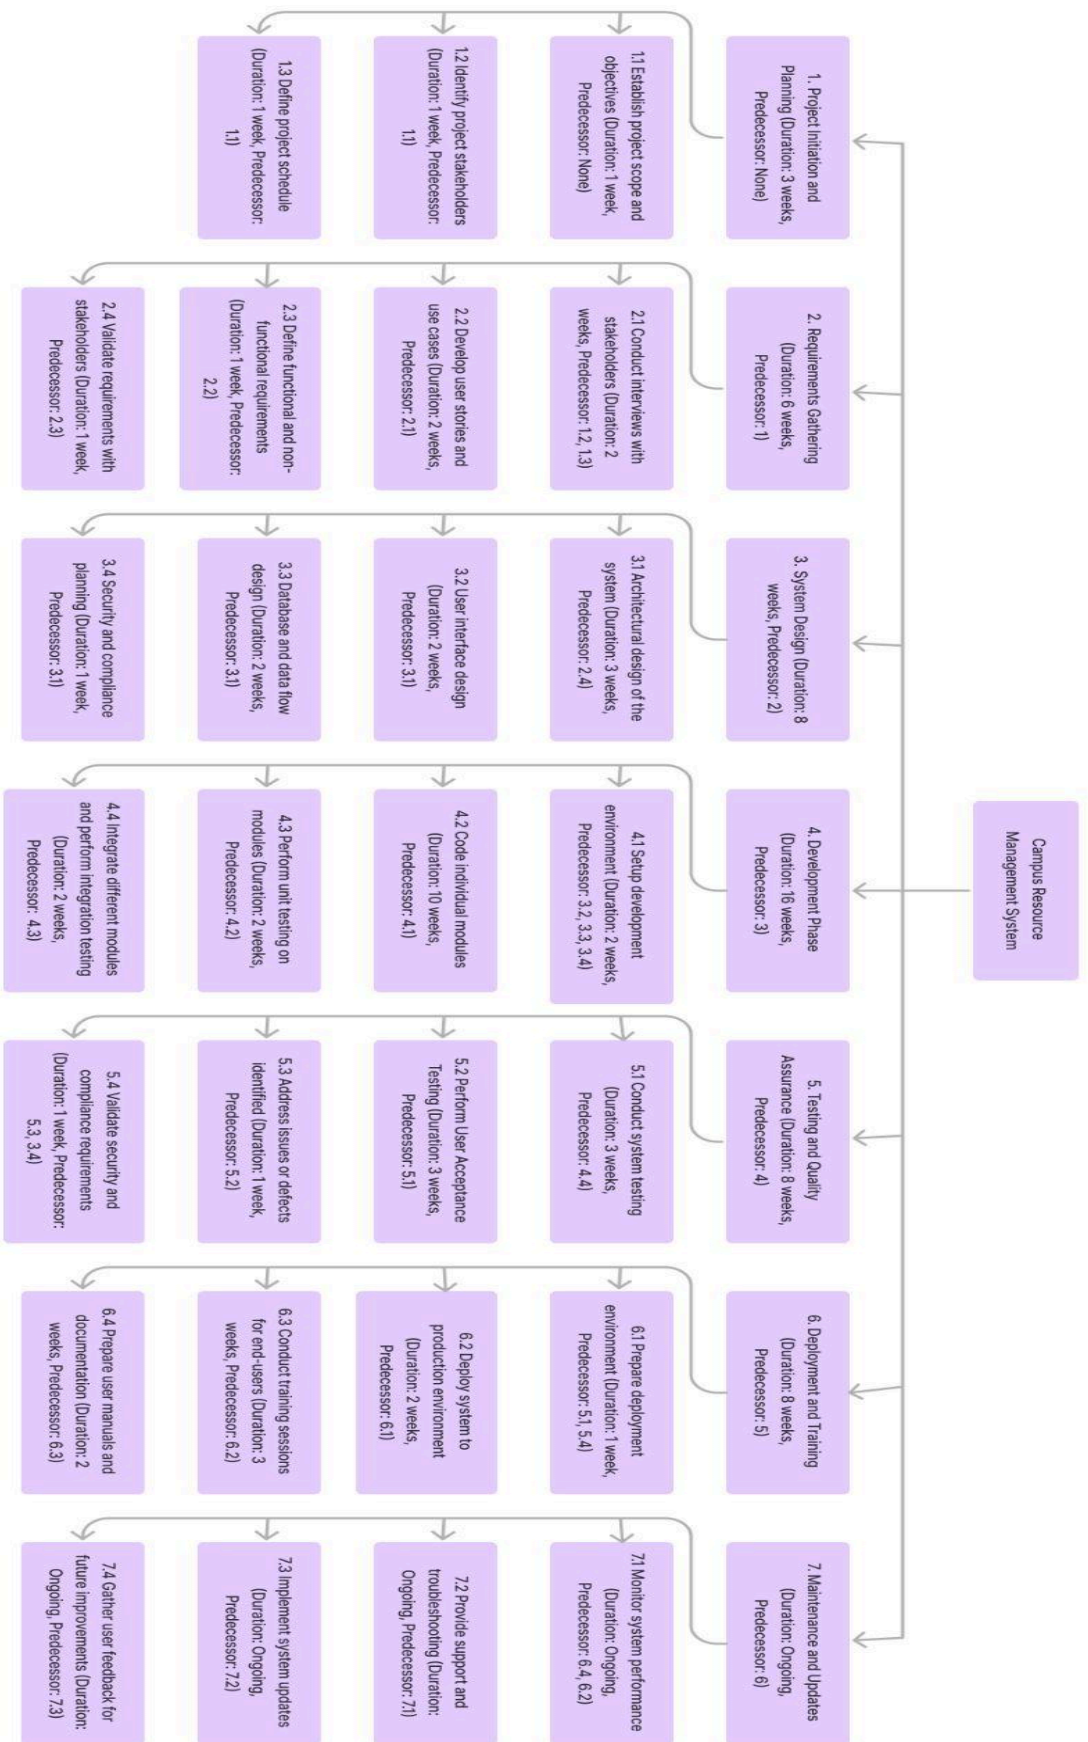 Campus Resource
Management System
1. Project Initiation and
Planning (Duration: 3 weeks,
Predecessor: None)
1.1 Establish project scope and
objectives (Duration: 1 week,
Predecessor: None)
1.2 Identify project stakeholders
(Duration: 1 week, Predecessor:
1.1)
1.3 Define project schedule
(Duration: 1 week, Predecessor:
1.1)
2. Requirements Gathering
(Duration: 6 weeks,
Predecessor: 1)
2.1 Conduct interviews with
stakeholders (Duration: 2
weeks, Predecessor: 1.2, 1.3)
2.2 Develop user stories and
use cases (Duration: 2 weeks,
Predecessor: 2.1)
2.3 Define functional and non-
functional requirements
(Duration: 1 week, Predecessor:
2.2)
2.4 Validate requirements with
stakeholders (Duration: 1 week,
Predecessor: 2.3)
3. System Design (Duration: 8
weeks, Predecessor: 2)
3.1 Architectural design of the
system (Duration: 3 weeks,
Predecessor: 2.4)
3.2 User interface design
(Duration: 2 weeks,
Predecessor: 3.1)
3.3 Database and data flow
design (Duration: 2 weeks,
Predecessor: 3.1)
3.4 Security and compliance
planning (Duration: 1 week,
Predecessor: 3.1)
4. Development Phase
(Duration: 16 weeks,
Predecessor: 3)
4.1 Setup development
environment (Duration: 2 weeks,
Predecessor: 3.2, 3.3, 3.4)
4.2 Code individual modules
(Duration: 10 weeks,
Predecessor: 4.1)
4.3 Perform unit testing on
modules (Duration: 2 weeks,
Predecessor: 4.2)
4.4 Integrate different modules
and perform integration testing
(Duration: 2 weeks,
Predecessor: 4.3)
5. Testing and Quality
Assurance (Duration: 8 weeks,
Predecessor: 4)
5.1 Conduct system testing
(Duration: 3 weeks,
Predecessor: 4.4)
5.2 Perform User Acceptance
Testing (Duration: 3 weeks,
Predecessor: 5.1)
5.3 Address issues or defects
identified (Duration: 1 week,
Predecessor: 5.2)
5.4 Validate security and
compliance requirements
(Duration: 1 week, Predecessor:
5.3, 3.4)
6. Deployment and Training
(Duration: 8 weeks,
Predecessor: 5)
6.1 Prepare deployment
environment (Duration: 1 week,
Predecessor: 5.1, 5.4)
6.2 Deploy system to
production environment
(Duration: 2 weeks,
Predecessor: 6.1)
6.3 Conduct training sessions
for end-users (Duration: 3
weeks, Predecessor: 6.2)
6.4 Prepare user manuals and
documentation (Duration: 2
weeks, Predecessor: 6.3)
7. Maintenance and Updates
(Duration: Ongoing,
Predecessor: 6)
7.1 Monitor system performance
(Duration: Ongoing,
Predecessor: 6.4, 6.2)
7.2 Provide support and
troubleshooting (Duration:
Ongoing, Predecessor: 7.1)
7.3 Implement system updates
(Duration: Ongoing,
Predecessor: 7.2)
7.4 Gather user feedback for
future improvements (Duration:
Ongoing, Predecessor: 7.3)